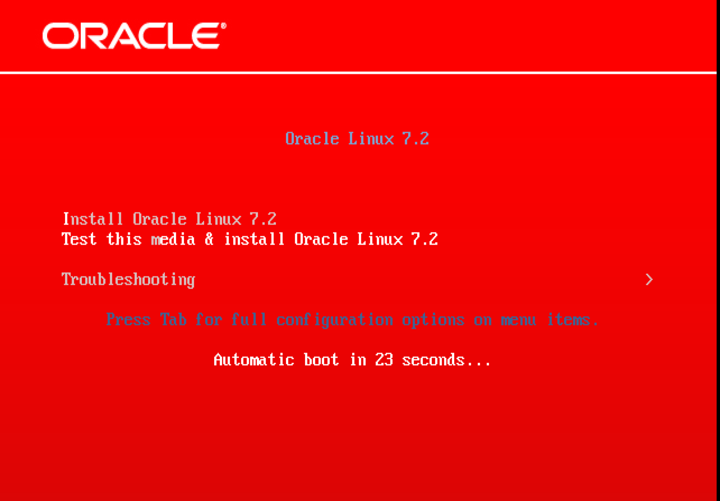 ORACLE®
Oracle Linux 7.2
Install Oracle Linux 7.2
Test this media & install Oracle Linux 7.2
Troubleshooting >
Press Tab for full configuration options on menu items.
Automatic boot in 23 seconds...